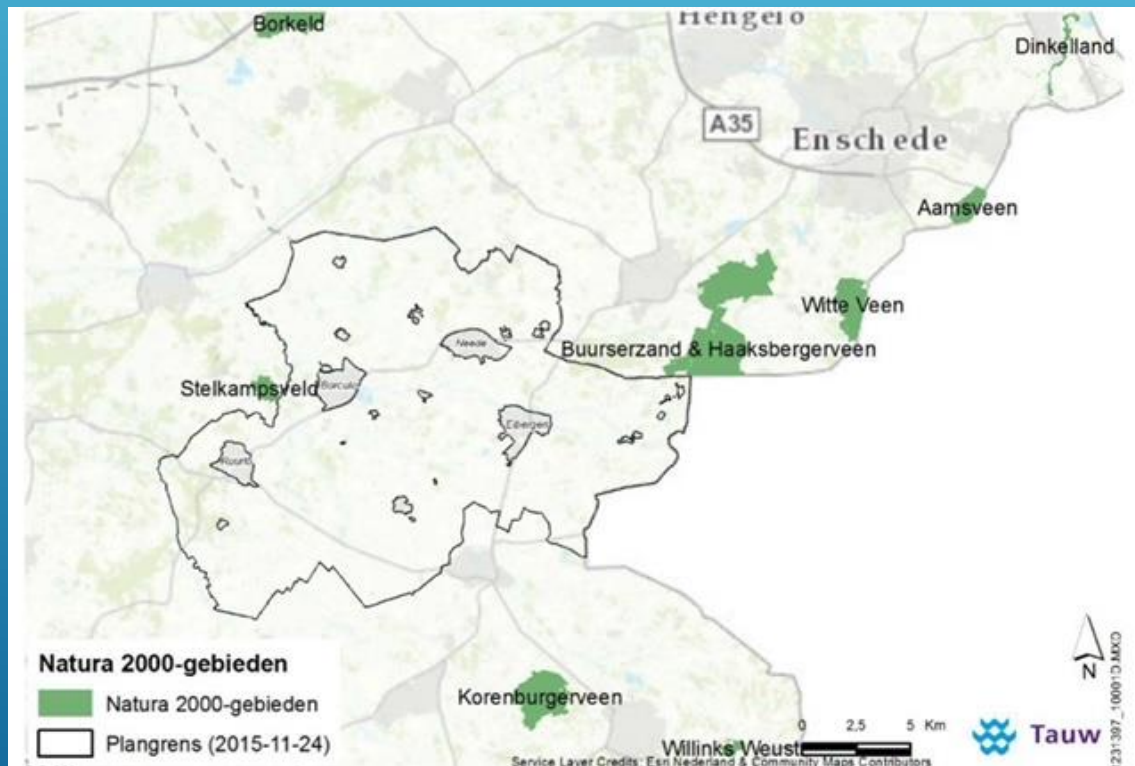 Hengelo
Borkeld
Dinkelland
A35
Enschede
Aamsveen
Witte Veen
Neede
Buurserzand & Haaksbergerveen
Stelkampsveld
Borculo
Eibergen
Ruurlo
Natura 2000-gebieden
Natura 2000-gebieden
Plangrens (2015-11-24)
Korenburgerveen
Willinks Weust
0 2,5 5 Km
N
Tauw
Service Layer Credits: Esri Nederland & Community Maps Contributors